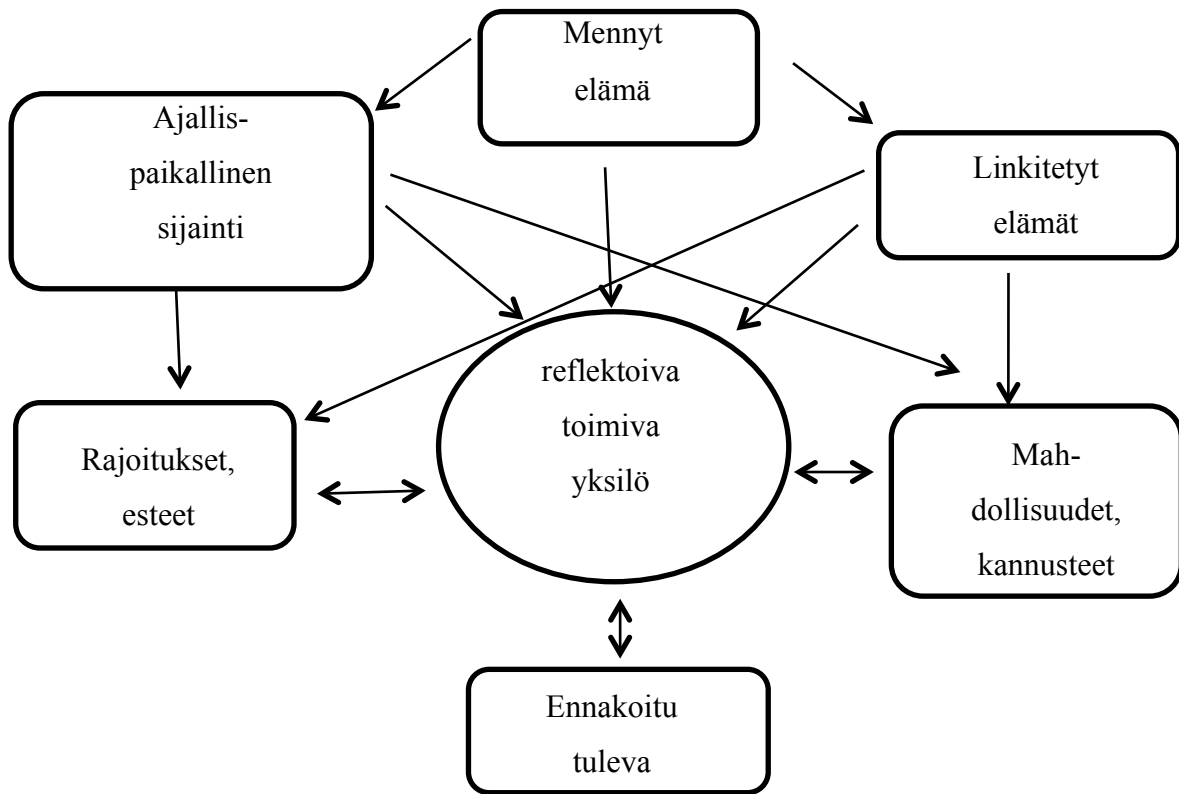 Mennyt
elämä
Ajallis-
paikallinen
sijainti
Linkitetyt
elämät
reflektoiva
toimiva
yksilö
Rajoitukset,
esteet
Mah-
dollisuudet,
kannusteet
Ennakoitu
tuleva